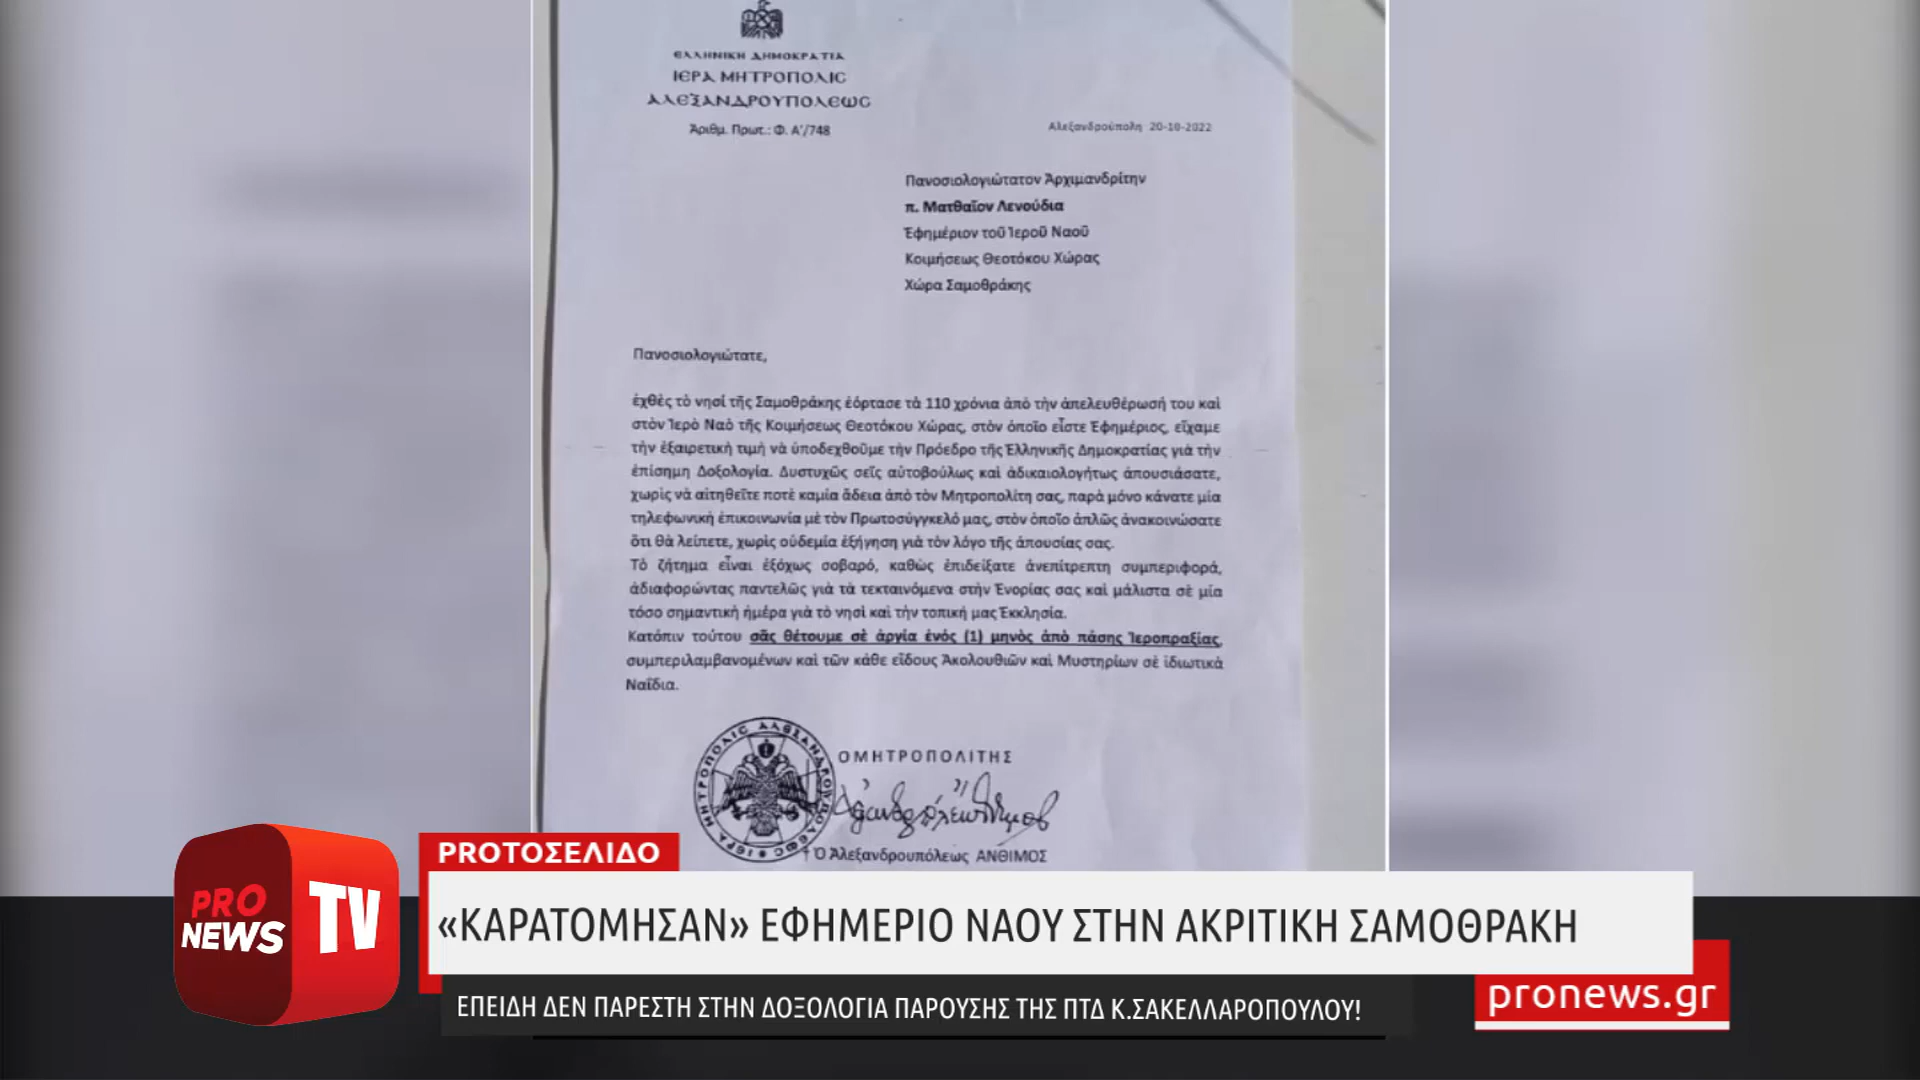 ΕΛΛΗΝΙΚΗ ΔΗΜΟΚΡΑΤΙΑ
ΙΕΡΑ ΜΗΤΡΟΠΟΛΙΣ
ΑΛΕΞΑΝΔΡΟΥΠΟΛΕΩΣ
Ἀριθμ. Πρωτ.: Φ. Α'/748
Αλεξανδρούπολη 20-10-2022
Πανοσιολογιώτατον Ἀρχιμανδρίτην
π. Ματθαῖον Λενούδια
Ἐφημέριον τοῦ Ἱεροῦ Ναοῦ
Κοιμήσεως Θεοτόκου Χώρας
Χώρα Σαμοθράκης
Πανοσιολογιώτατε,
ἐχθὲς τὸ νησί τῆς Σαμοθράκης ἑόρτασε τὰ 110 χρόνια ἀπὸ τὴν ἀπελευθέρωσή του καὶ
στὸν Ἱερὸ Ναὸ τῆς Κοιμήσεως Θεοτόκου Χώρας, στὸν ὁποῖο εἶστε Ἐφημέριος, εἴχαμε
τὴν ἐξαιρετικὴ τιμὴ νὰ ὑποδεχθοῦμε τὴν Πρόεδρο τῆς Ἑλληνικῆς Δημοκρατίας γιὰ τὴν
ἐπίσημη Δοξολογία. Δυστυχῶς σεῖς αὐτοβούλως καὶ ἀδικαιολογήτως ἀπουσιάσατε,
χωρὶς νὰ αἰτηθεῖτε ποτὲ καμία ἄδεια ἀπὸ τὸν Μητροπολίτη σας, παρὰ μόνο κάνατε μία
τηλεφωνικὴ ἐπικοινωνία μὲ τὸν Πρωτοσύγγκελό μας, στὸν ὁποῖο ἁπλῶς ἀνακοινώσατε
ὅτι θὰ λείπετε, χωρὶς οὐδεμία ἐξήγηση γιὰ τὸν λόγο τῆς ἀπουσίας σας.
Τὸ ζήτημα εἶναι ἐξόχως σοβαρό, καθὼς ἐπιδείξατε ἀνεπίτρεπτη συμπεριφορά,
ἀδιαφορώντας παντελῶς γιὰ τὰ τεκταινόμενα στὴν Ἐνορίας σας καὶ μάλιστα σὲ μία
τόσο σημαντικὴ ἡμέρα γιὰ τὸ νησὶ καὶ τὴν τοπική μας Ἐκκλησία.
Κατόπιν τούτου σᾶς θέτουμε σὲ ἀργία ἑνός (1) μηνὸς ἀπὸ πάσης Ἱεροπραξίας,
συμπεριλαμβανομένων καὶ τῶν κάθε εἴδους Ἀκολουθιῶν καὶ Μυστηρίων σὲ ἰδιωτικὰ
Ναΐδια.
ΙΕΡΑ ΜΗΤΡΟΠΟΛΙΣ ΑΛΕΞΑΝΔΡΟΥΠΟΛΕΩΣ
Ο ΜΗΤΡΟΠΟΛΙΤΗΣ
† Ὁ Ἀλεξανδρουπόλεως ΑΝΘΙΜΟΣ
PROTOΣΕΛΙΔΟ
PRO NEWS TV
«ΚΑΡΑΤΟΜΗΣΑΝ» ΕΦΗΜΕΡΙΟ ΝΑΟΥ ΣΤΗΝ ΑΚΡΙΤΙΚΗ ΣΑΜΟΘΡΑΚΗ
pronews.gr
ΕΠΕΙΔΗ ΔΕΝ ΠΑΡΕΣΤΗ ΣΤΗΝ ΔΟΞΟΛΟΓΙΑ ΠΑΡΟΥΣΗΣ ΤΗΣ ΠΤΔ Κ.ΣΑΚΕΛΛΑΡΟΠΟΥΛΟΥ!